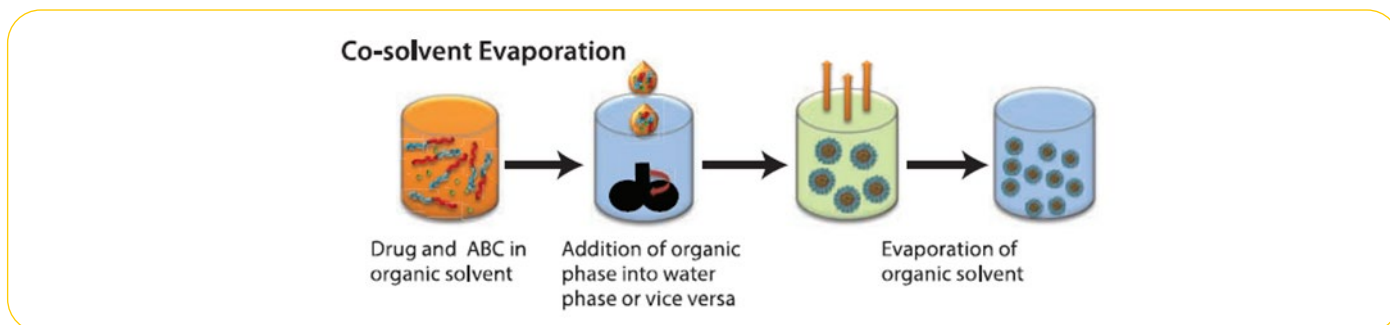 Co-solvent Evaporation
Drug and ABC in
organic solvent
Addition of organic
phase into water
phase or vice versa
Evaporation of
organic solvent